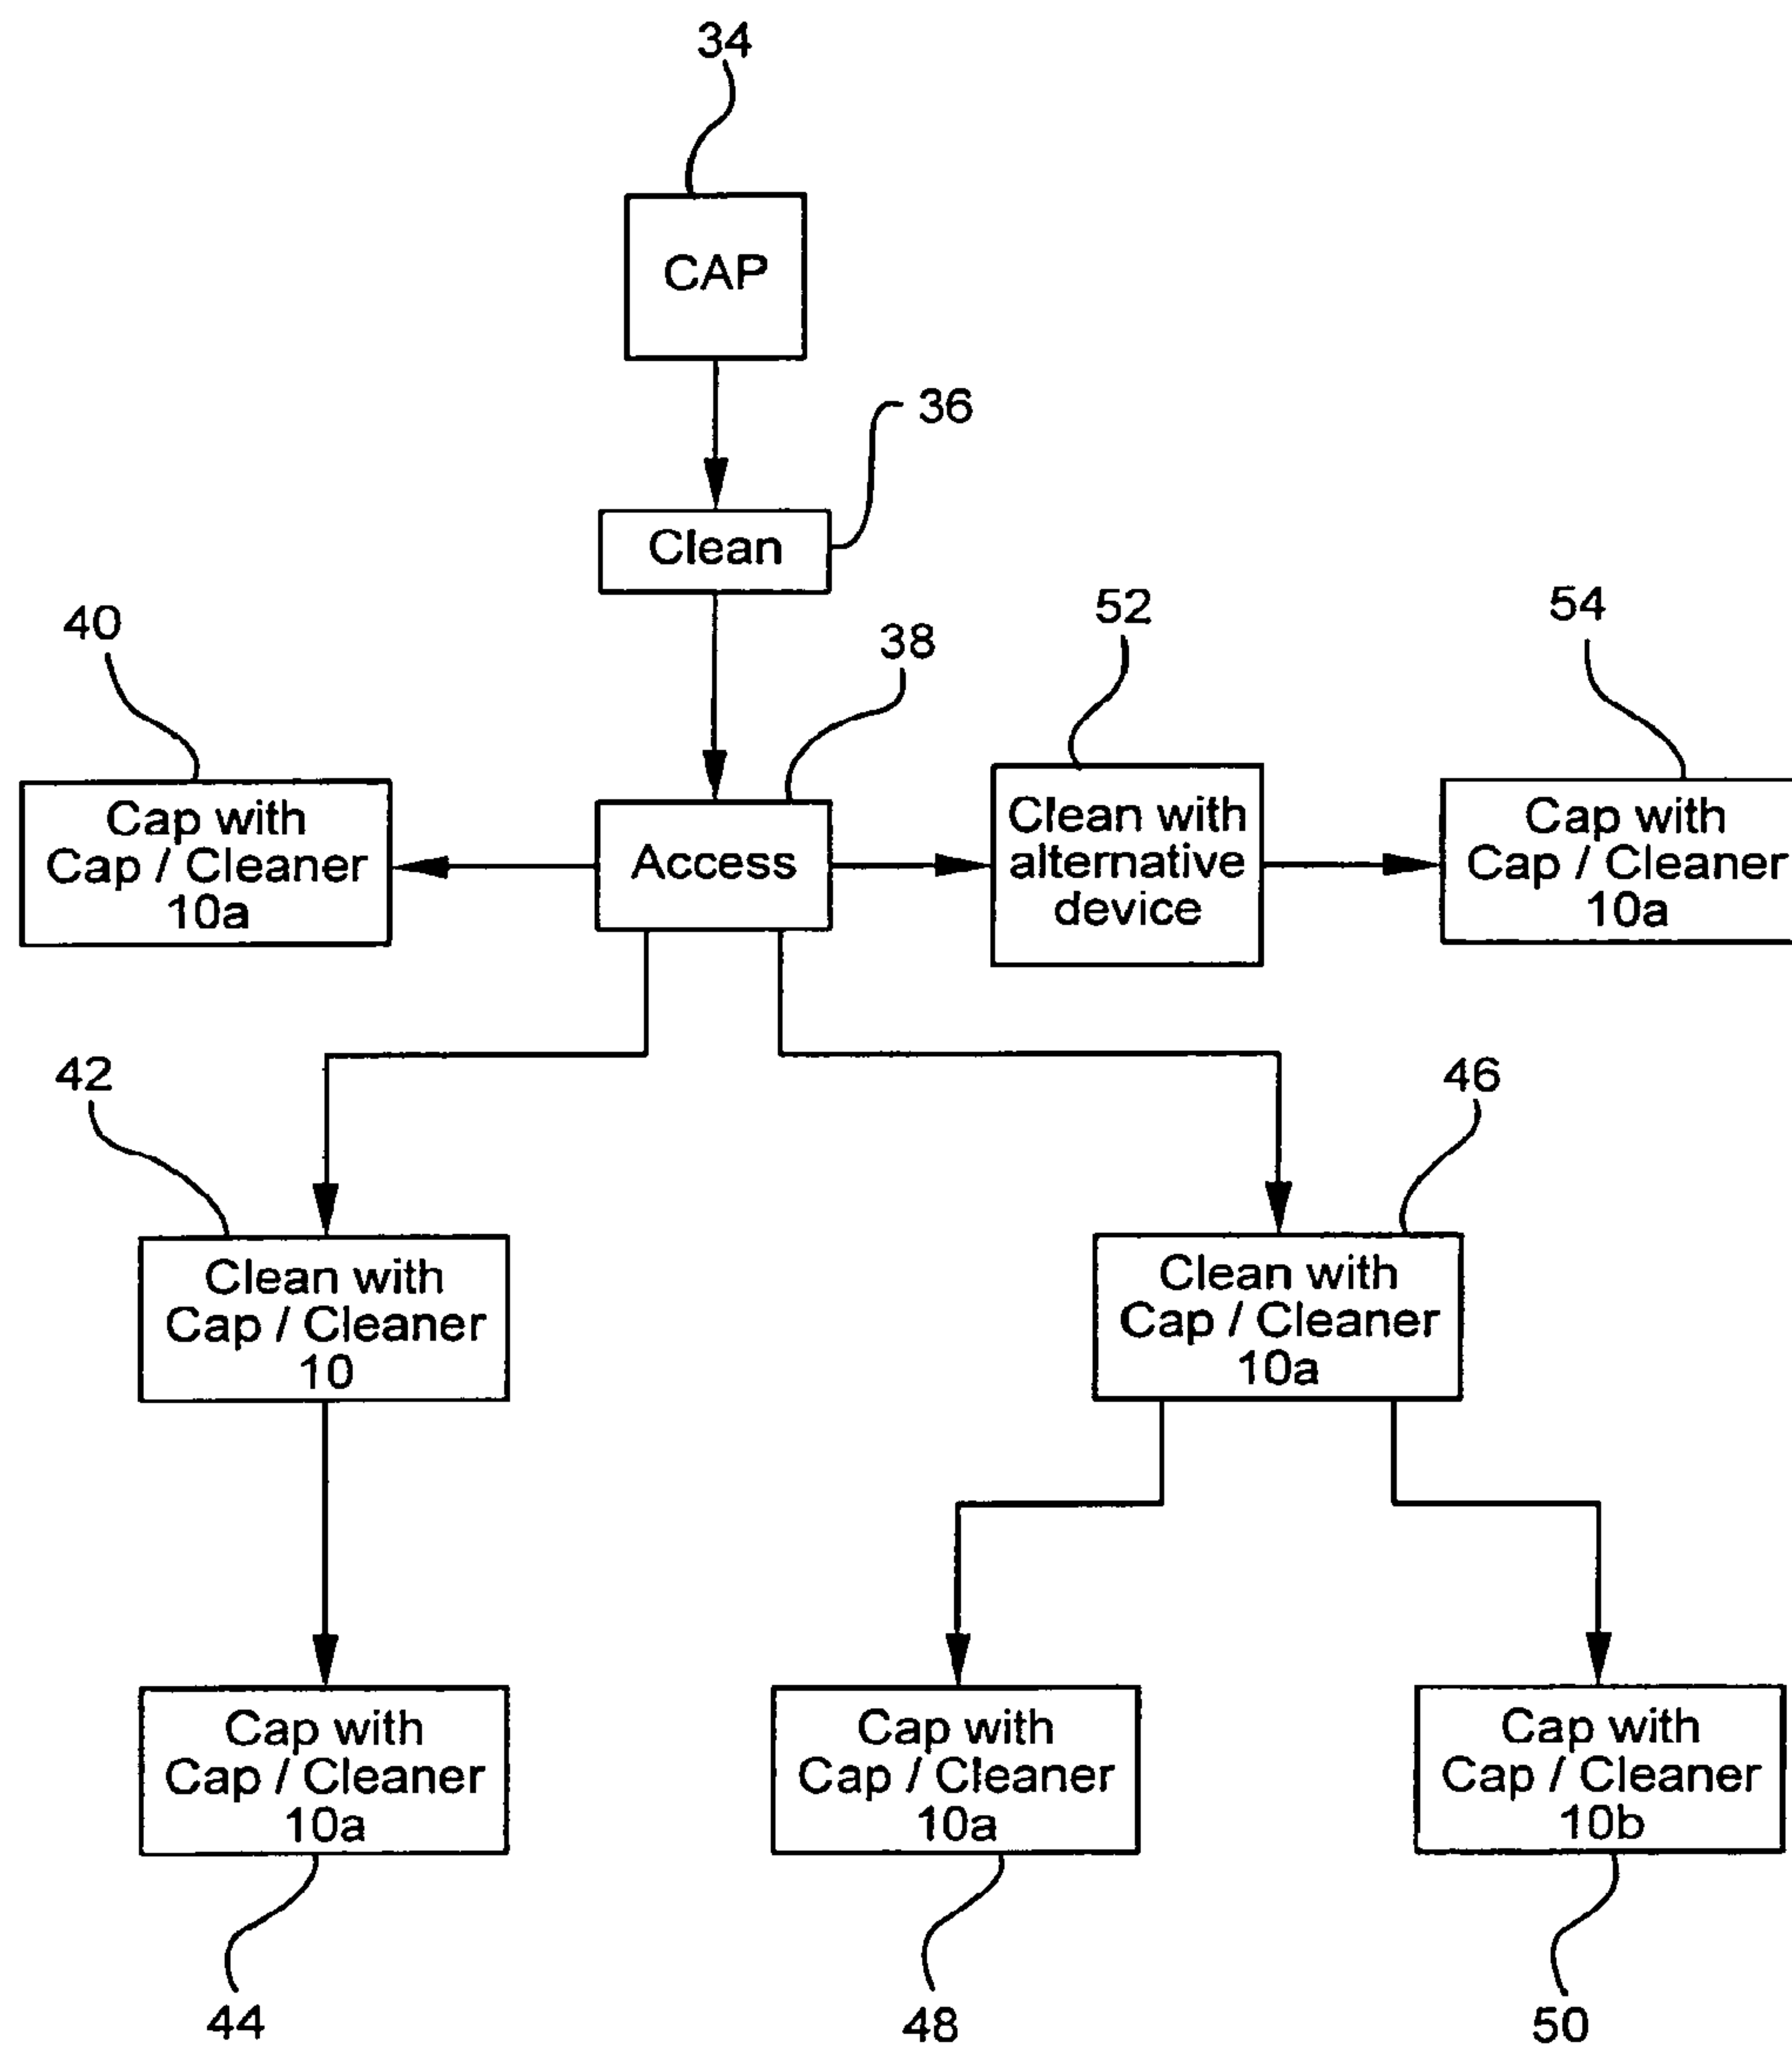 34
CAP
36
Clean
40
38
52
54
Cap with
Cap / Cleaner
10a
Access
Clean with
alternative
device
Cap with
Cap / Cleaner
10a
42
46
Clean with
Cap / Cleaner
10
Clean with
Cap / Cleaner
10a
Cap with
Cap / Cleaner
10a
Cap with
Cap / Cleaner
10a
Cap with
Cap / Cleaner
10b
44
48
50